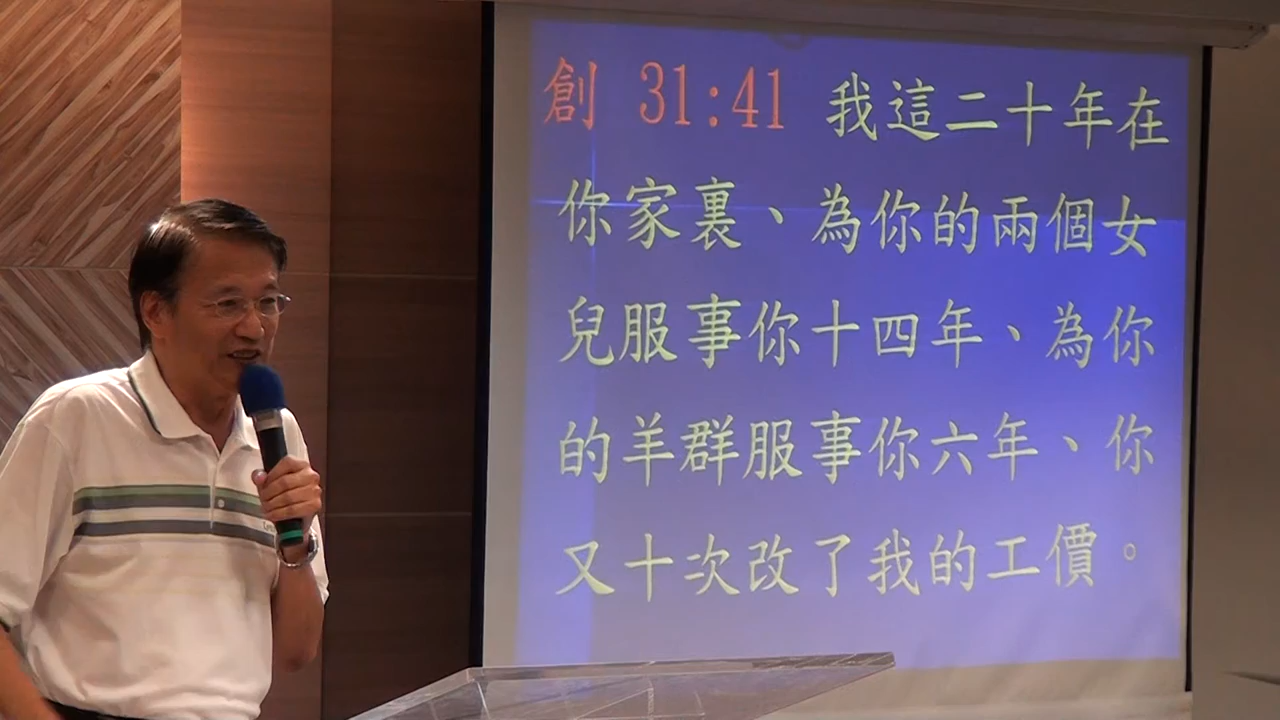 創 31:41 我這二十年在
你家裏、為你的兩個女
兒服事你十四年、為你
的羊群服事你六年、你
又十次改了我的工價。